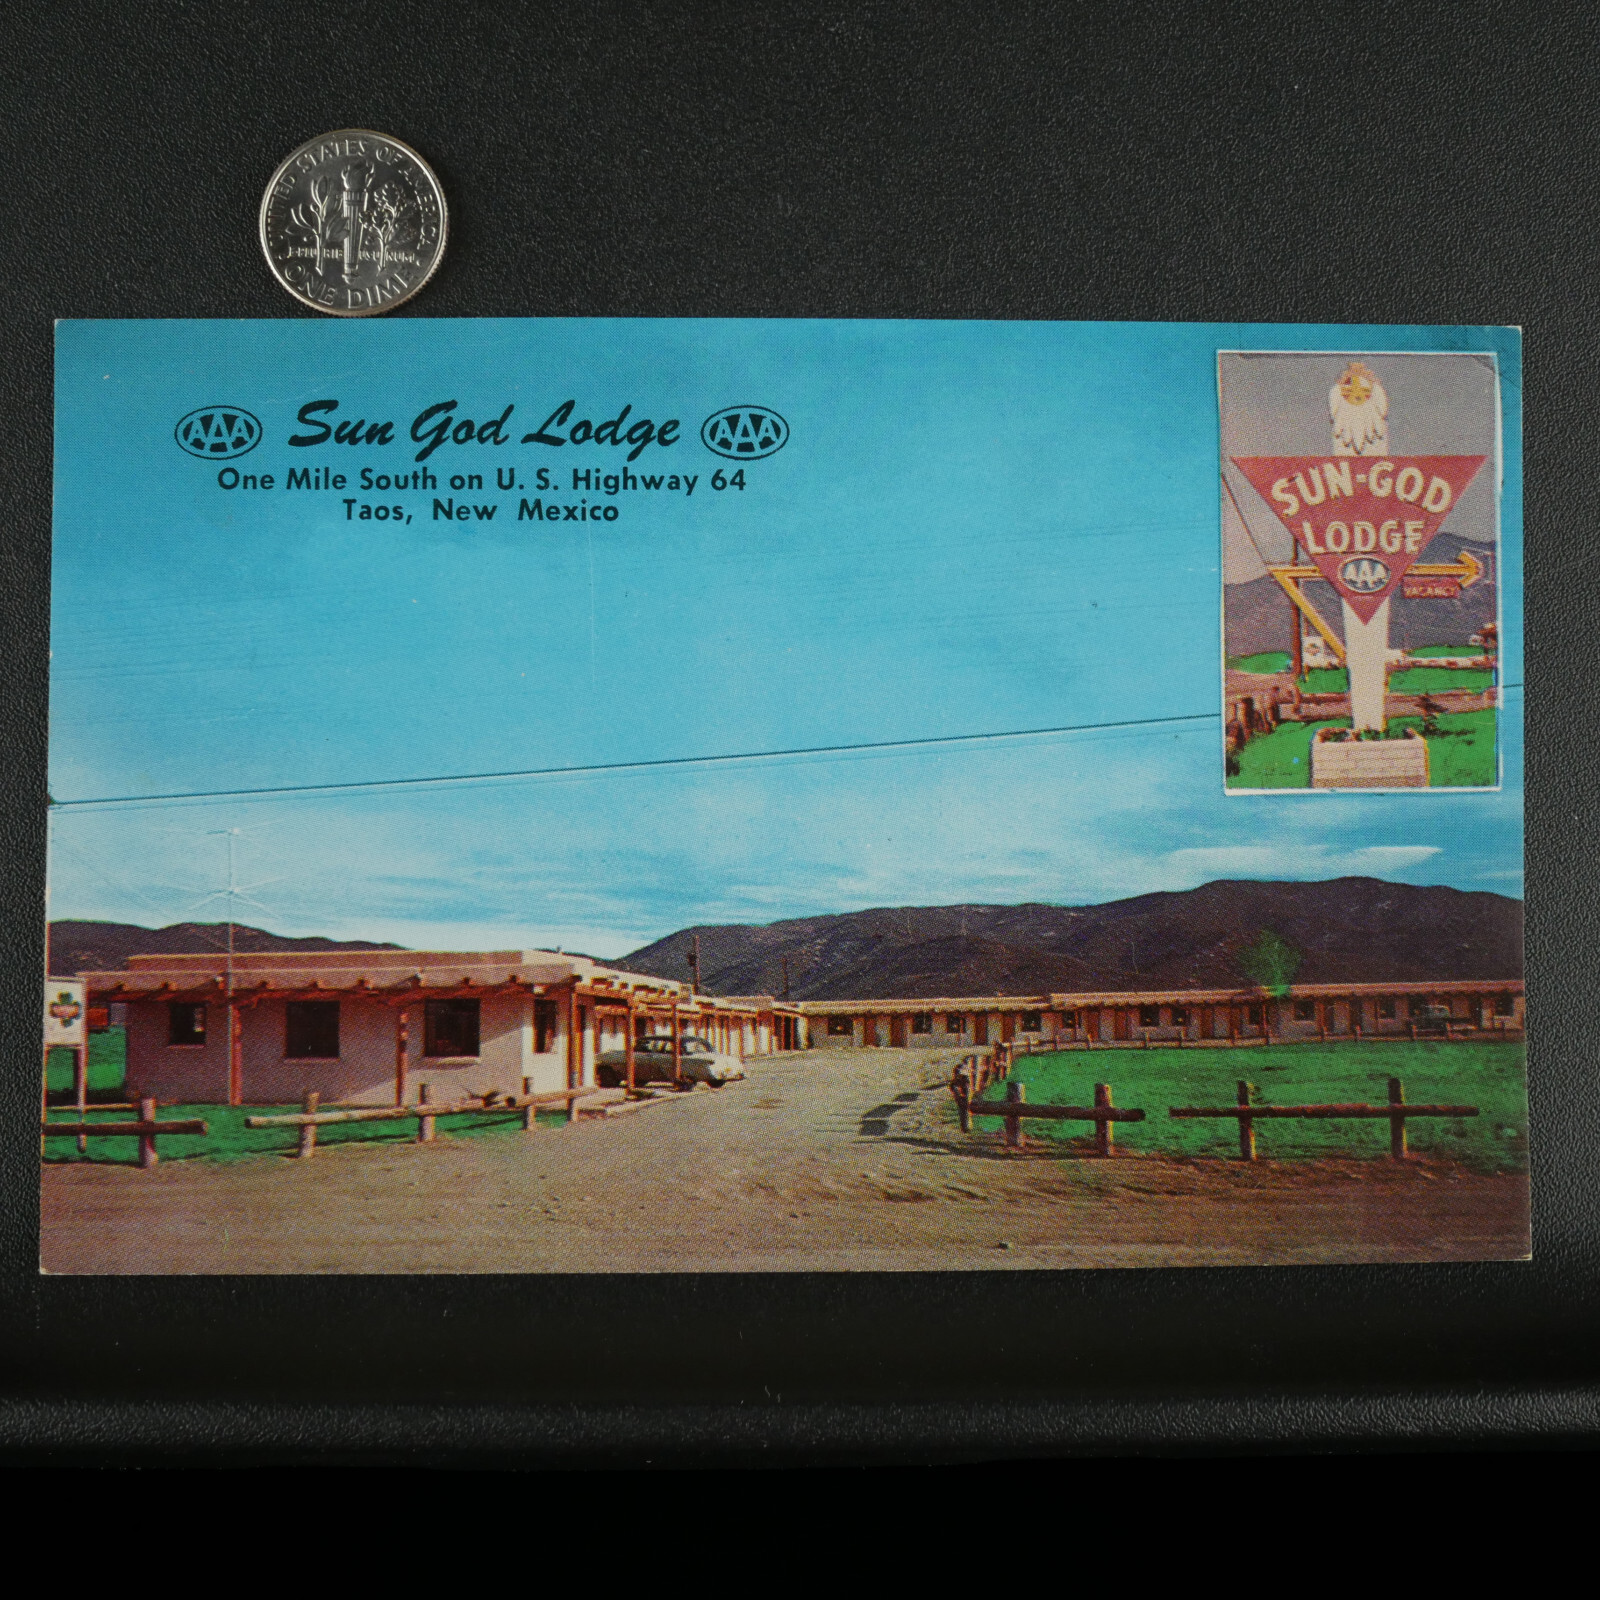 UNITED STATES OF AMERICA
E PLURIBUS UNUM
ONE DIME
AAA Sun God Lodge AAA
One Mile South on U. S. Highway 64
Taos, New Mexico
SUN-GOD
LODGE
AAA
VACANCY